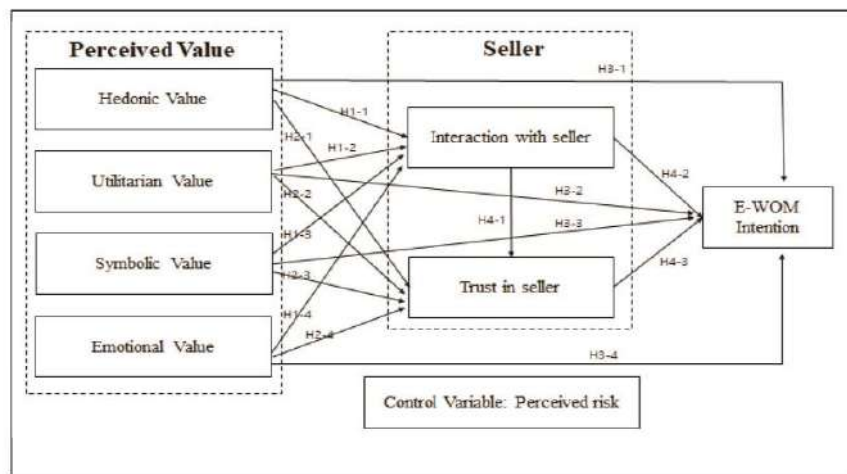 Perceived Value
Seller
Hedonic Value
H3-1
H1-1
Interaction with seller
H2-1
H1-2
Utilitarian Value
H4-2
H2-2
H3-2
E-WOM
Intention
H4-1
H3-3
H1-3
Symbolic Value
H2-3
Trust in seller
H4-3
H1-4
Emotional Value
H2-4
H3-4
Control Variable: Perceived risk